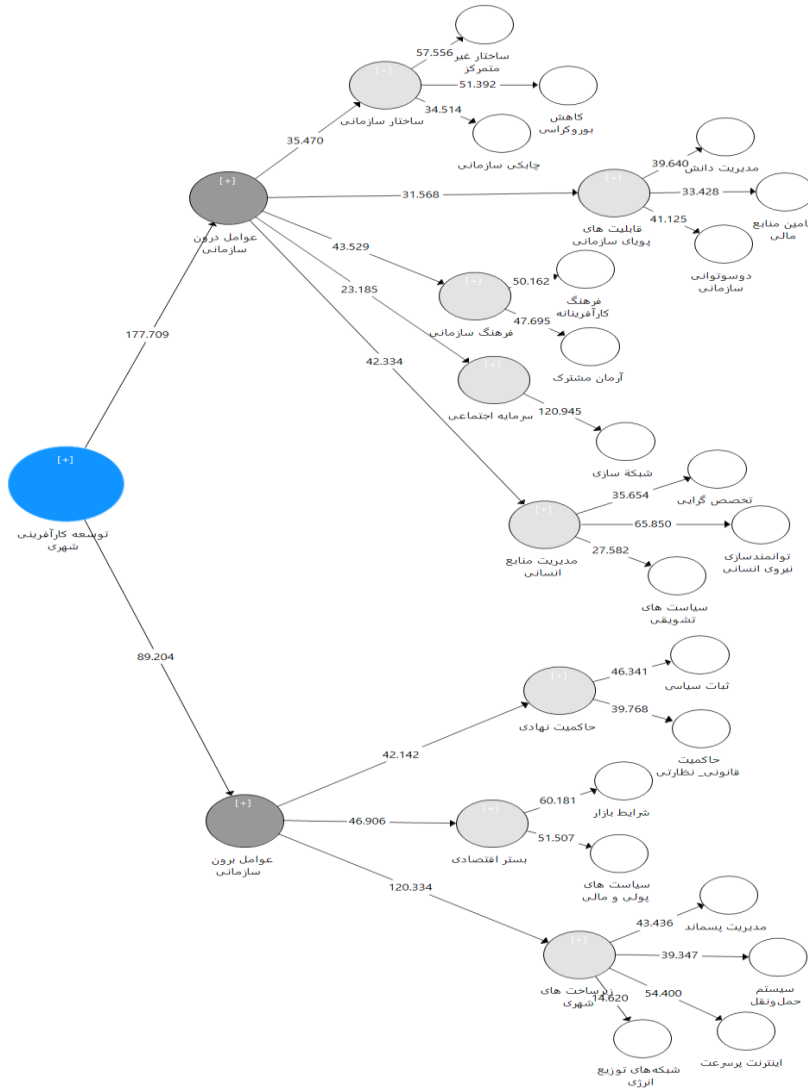 ساختار غیر
متمرکز
57.556
[+]
51.392
کاهش
بوروکراسی
ساختار سازمانی
34.514
چابکی سازمانی
35.470
[+]
عوامل درون
سازمانی
31.568
[+]
قابلیت های
پویای سازمانی
39.640
مدیریت دانش
33.428
تامین منابع
مالی
41.125
دوسوتوانی
سازمانی
43.529
[+]
فرهنگ سازمانی
50.162
فرهنگ
کارآفرینانه
47.695
آرمان مشترک
23.185
[+]
سرمایه اجتماعی
120.945
شبکة سازی
42.334
[+]
مدیریت منابع
انسانی
35.654
تخصص گرایی
65.850
توانمندسازی
نیروی انسانی
27.582
سیاست های
تشویقی
177.709
[+]
توسعه کارآفرینی
شهری
89.204
[+]
عوامل برون
سازمانی
42.142
[+]
حاکمیت نهادی
46.341
ثبات سیاسی
39.768
حاکمیت
قانونی_ نظارتی
46.906
[+]
بستر اقتصادی
60.181
شرایط بازار
51.507
سیاست های
پولی و مالی
120.334
[+]
زیرساخت های
شهری
43.436
مدیریت پسماند
39.347
سیستم
حمل‌ونقل
54.400
اینترنت پرسرعت
14.620
شبکه‌های توزیع
انرژی